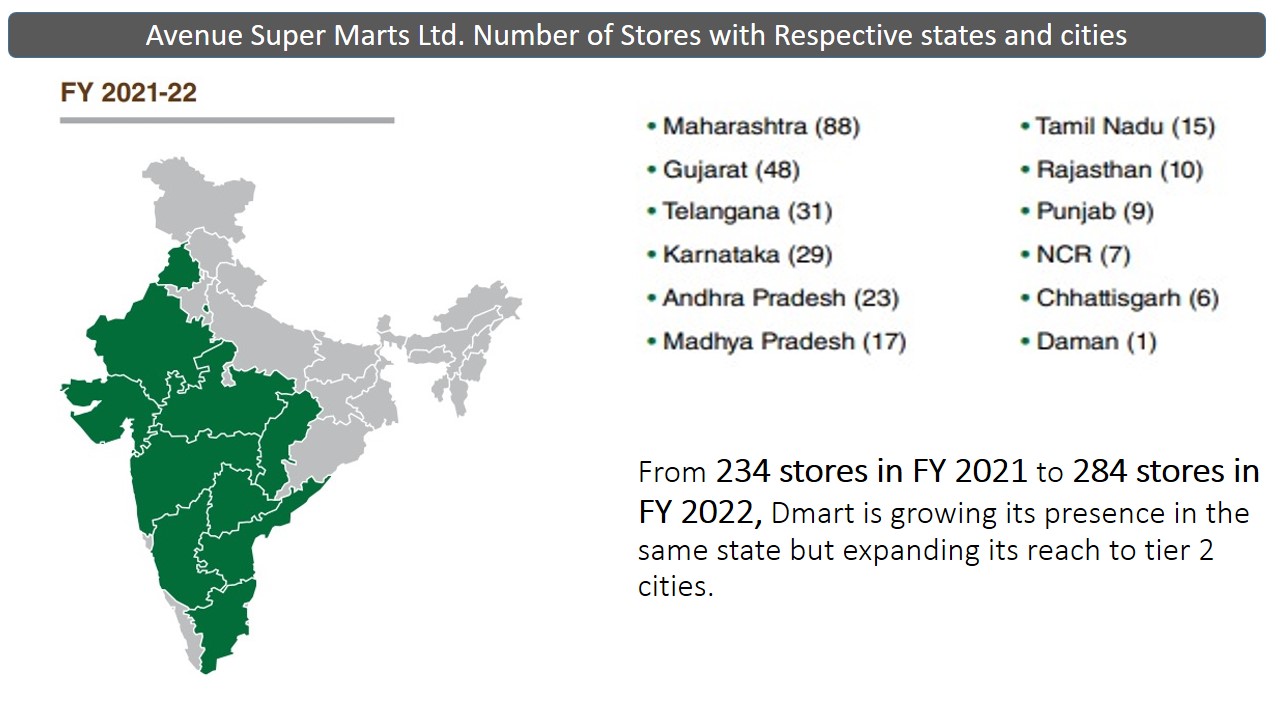 Avenue Super Marts Ltd. Number of Stores with Respective states and cities
FY 2021-22
• Maharashtra (88)
• Gujarat (48)
• Telangana (31)
• Karnataka (29)
• Andhra Pradesh (23)
• Madhya Pradesh (17)
• Tamil Nadu (15)
• Rajasthan (10)
• Punjab (9)
• NCR (7)
• Chhattisgarh (6)
• Daman (1)
From 234 stores in FY 2021 to 284 stores in
FY 2022, Dmart is growing its presence in the
same state but expanding its reach to tier 2
cities.